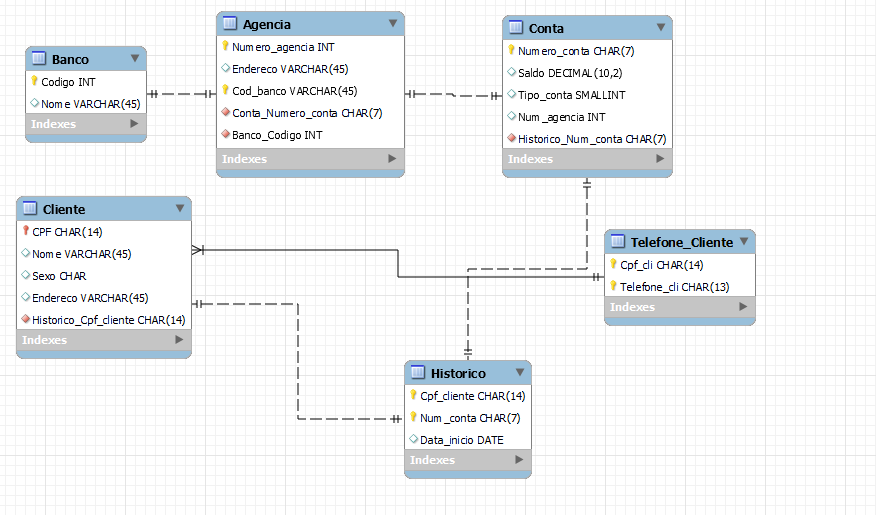 Banco
Codigo INT
Nome VARCHAR(45)
Indexes
Agencia
Numero_agencia INT
Endereco VARCHAR(45)
Cod_banco VARCHAR(45)
Conta_Numero_conta CHAR(7)
Banco_Codigo INT
Indexes
Conta
Numero_conta CHAR(7)
Saldo DECIMAL(10,2)
Tipo_conta SMALLINT
Num_agencia INT
Historico_Num_conta CHAR(7)
Indexes
Cliente
CPF CHAR(14)
Nome VARCHAR(45)
Sexo CHAR
Endereco VARCHAR(45)
Historico_Cpf_cliente CHAR(14)
Indexes
Telefone_Cliente
Cpf_cli CHAR(14)
Telefone_cli CHAR(13)
Indexes
Historico
Cpf_cliente CHAR(14)
Num_conta CHAR(7)
Data_inicio DATE
Indexes